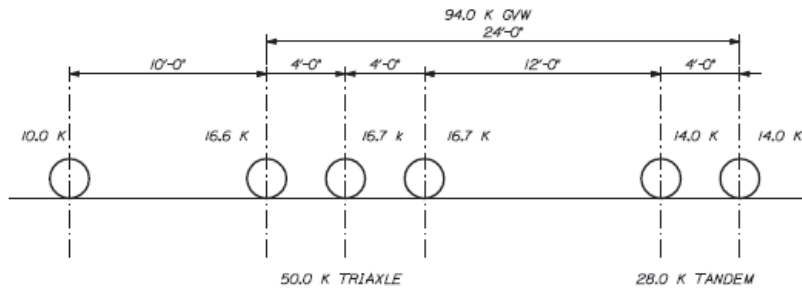 94.0 K GVW
24'-0"
10'-0" 4'-0" 4'-0" 12'-0" 4'-0"
10.0 K 16.6 K 16.7 k 16.7 K 14.0 K 14.0 K
50.0 K TRIAXLE 28.0 K TANDEM